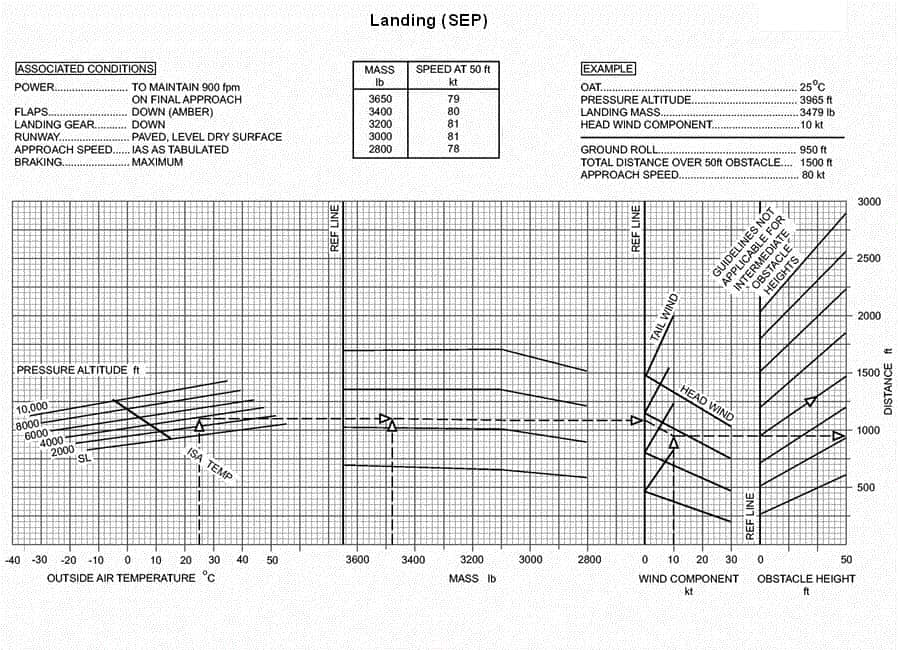 Landing (SEP)
ASSOCIATED CONDITIONS
POWER........................ TO MAINTAIN 900 fpm
ON FINAL APPROACH
FLAPS.......................... DOWN (AMBER)
LANDING GEAR.......... DOWN
RUNWAY...................... PAVED, LEVEL DRY SURFACE
APPROACH SPEED...... IAS AS TABULATED
BRAKING...................... MAXIMUM
MASS SPEED AT 50 ft
lb kt
3650 79
3400 80
3200 81
3000 81
2800 78
EXAMPLE
OAT.............................................................. 25°C
PRESSURE ALTITUDE................................ 3965 ft
LANDING MASS.......................................... 3479 lb
HEAD WIND COMPONENT.......................... 10 kt
GROUND ROLL............................................ 950 ft
TOTAL DISTANCE OVER 50ft OBSTACLE.... 1500 ft
APPROACH SPEED...................................... 80 kt
REF LINE
REF LINE
GUIDELINES NOT
APPLICABLE FOR
INTERMEDIATE
OBSTACLE
HEIGHTS
TAIL WIND
HEAD WIND
REF LINE
PRESSURE ALTITUDE ft
10,000
8000
6000
4000
2000
SL
ISA TEMP
3000
2500
2000
1500
1000
500
DISTANCE ft
-40 -30 -20 -10 0 10 20 30 40 50 3600 3400 3200 3000 2800 0 10 20 30 0 50
OUTSIDE AIR TEMPERATURE °C MASS lb WIND COMPONENT OBSTACLE HEIGHT
kt ft